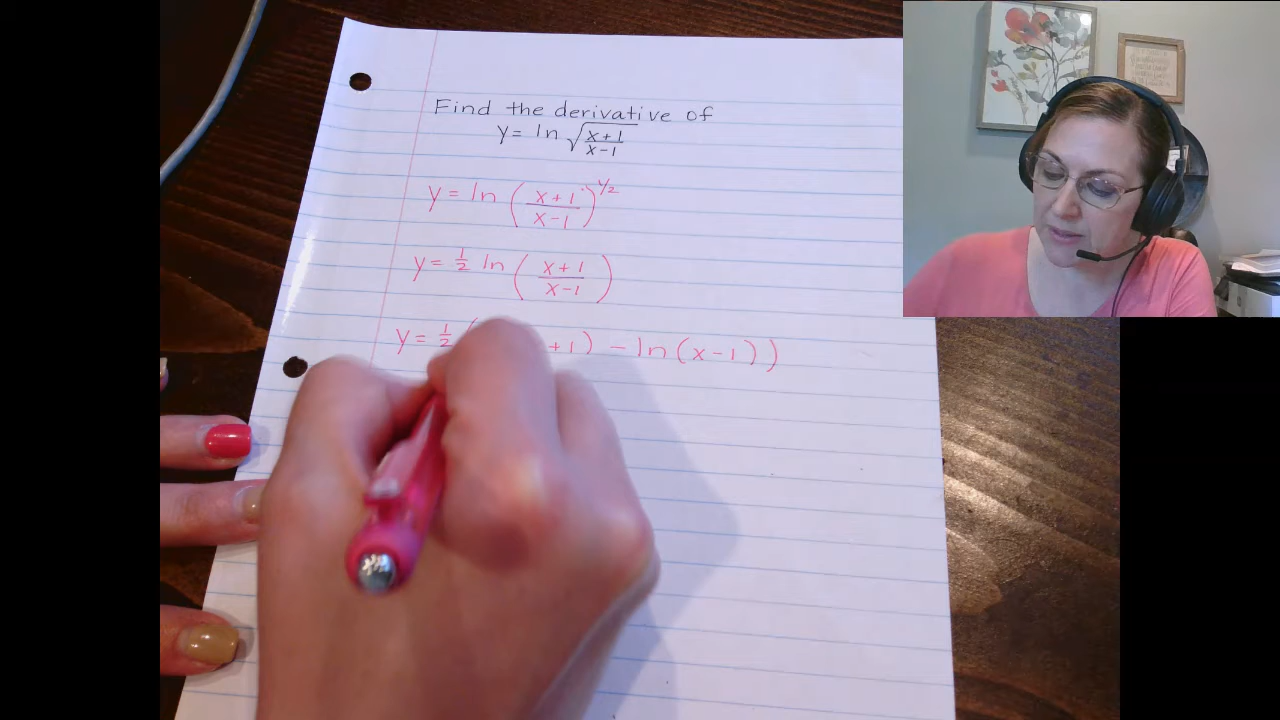 Find the derivative of
y = ln √((x+1)/(x-1))
y = ln ((x+1)/(x-1))^1/2
y = 1/2 ln ((x+1)/(x-1))
y = 1/2 ( +1) - ln (x-1))